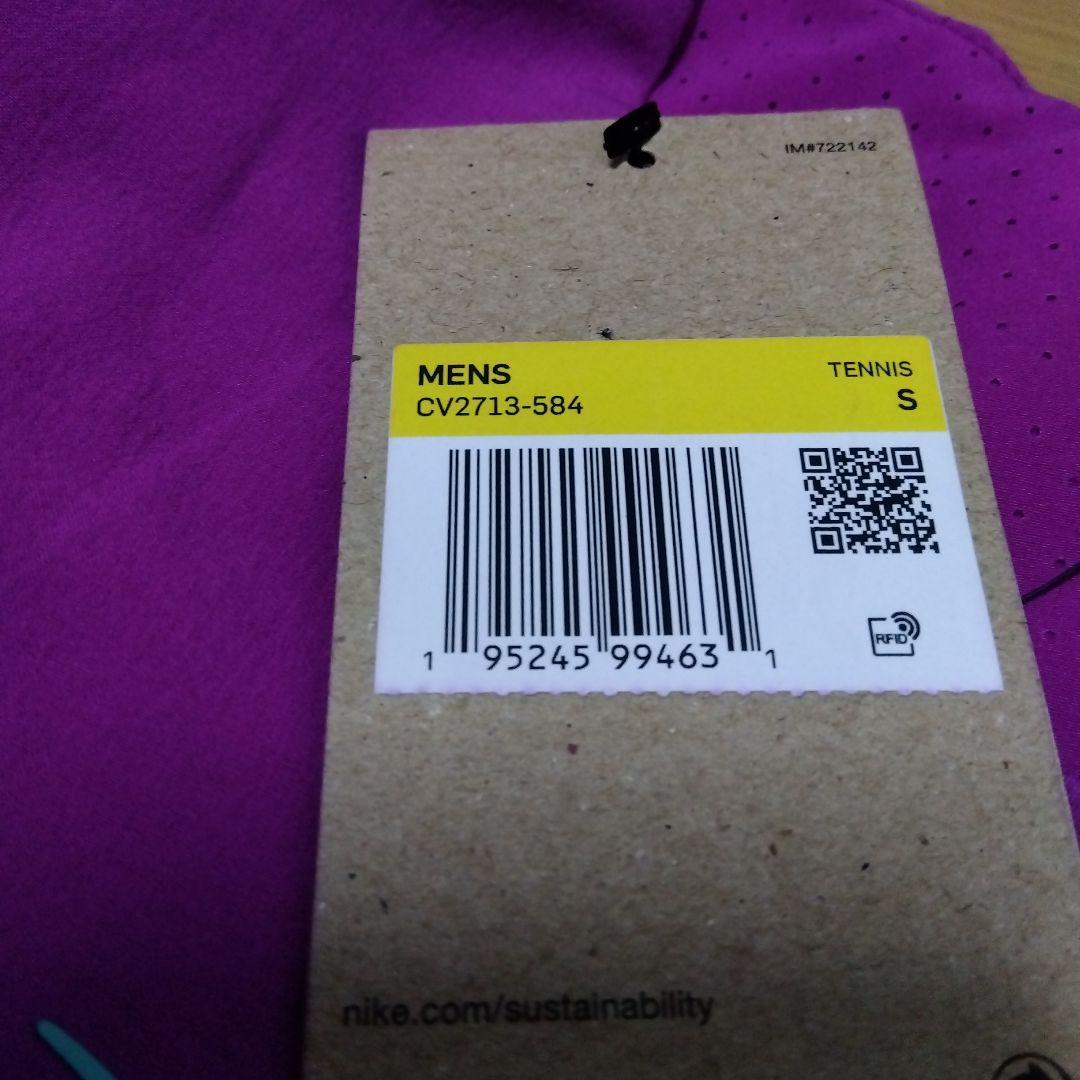 IM#722142
MENS TENNIS
CV2713-584 S
1 95245 99463 1
RFID
nike.com/sustainability